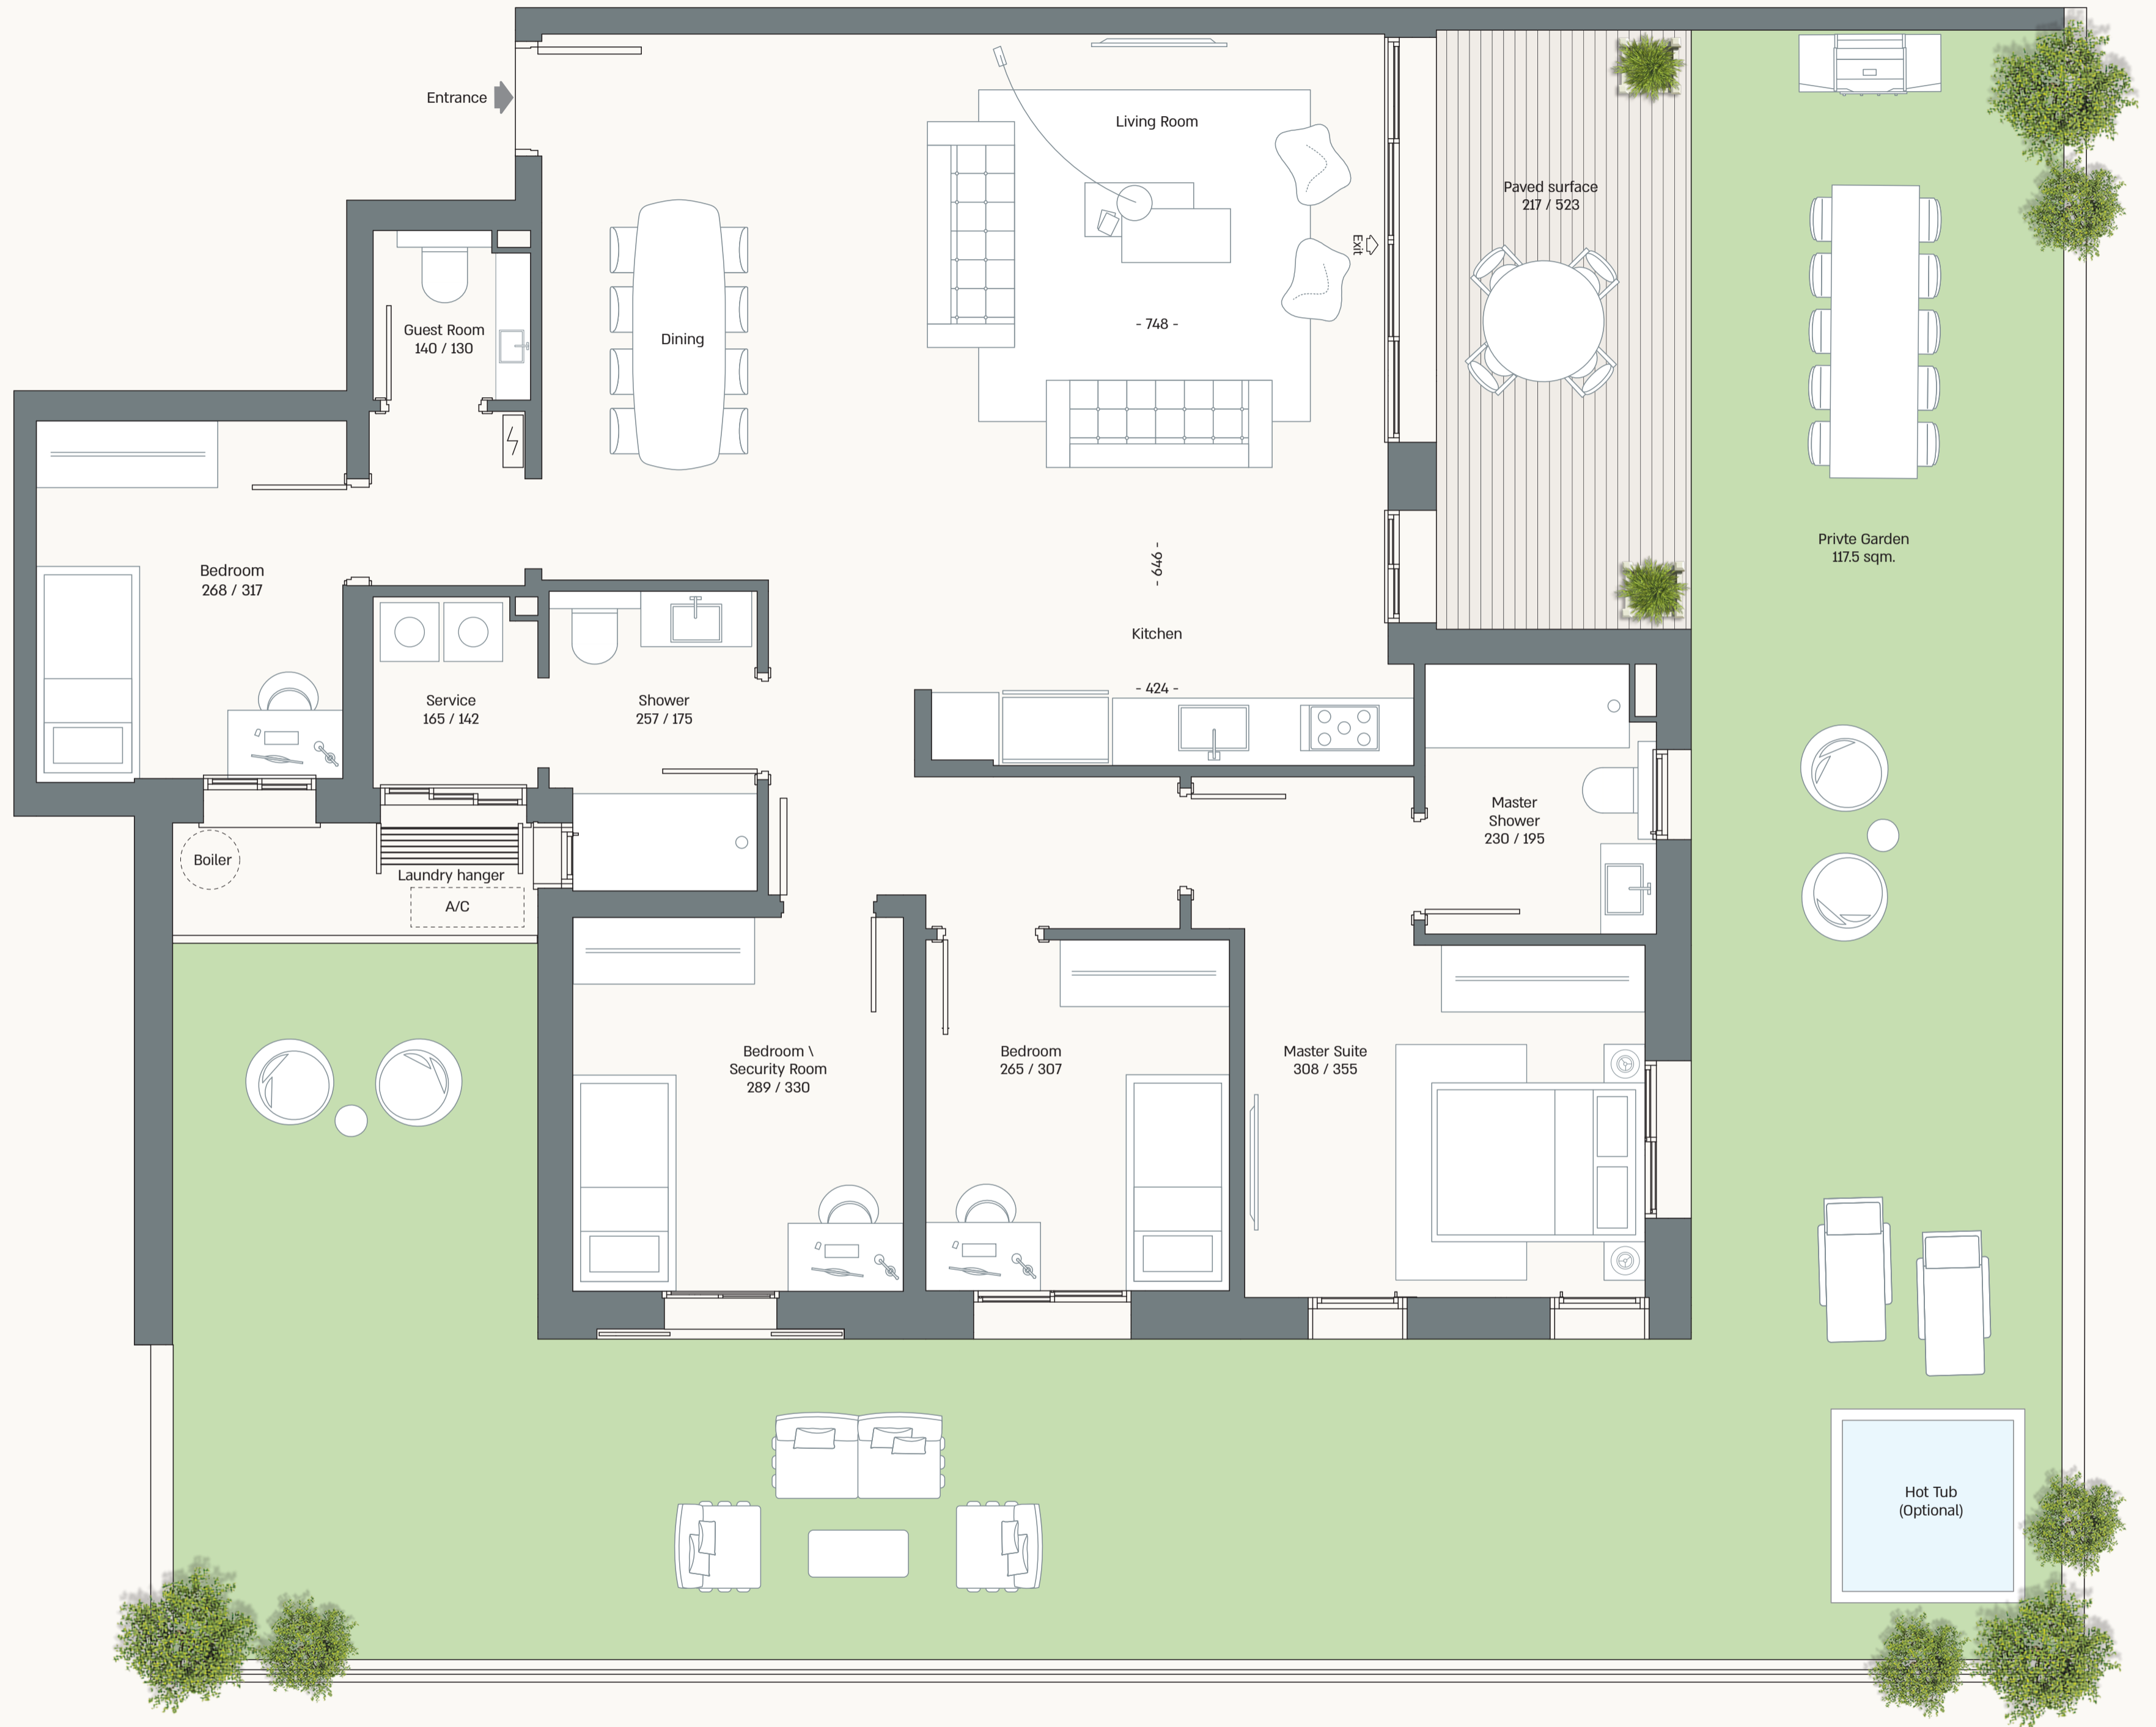 Entrance
Living Room
Paved surface
217 / 523
Exit
Guest Room
140 / 130
Dining
- 748 -
Privte Garden
117.5 sqm.
Bedroom
268 / 317
- 646 -
Kitchen
- 424 -
Service
165 / 142
Shower
257 / 175
Master
Shower
230 / 195
Boiler
Laundry hanger
A/C
Bedroom \
Security Room
289 / 330
Bedroom
265 / 307
Master Suite
308 / 355
Hot Tub
(Optional)